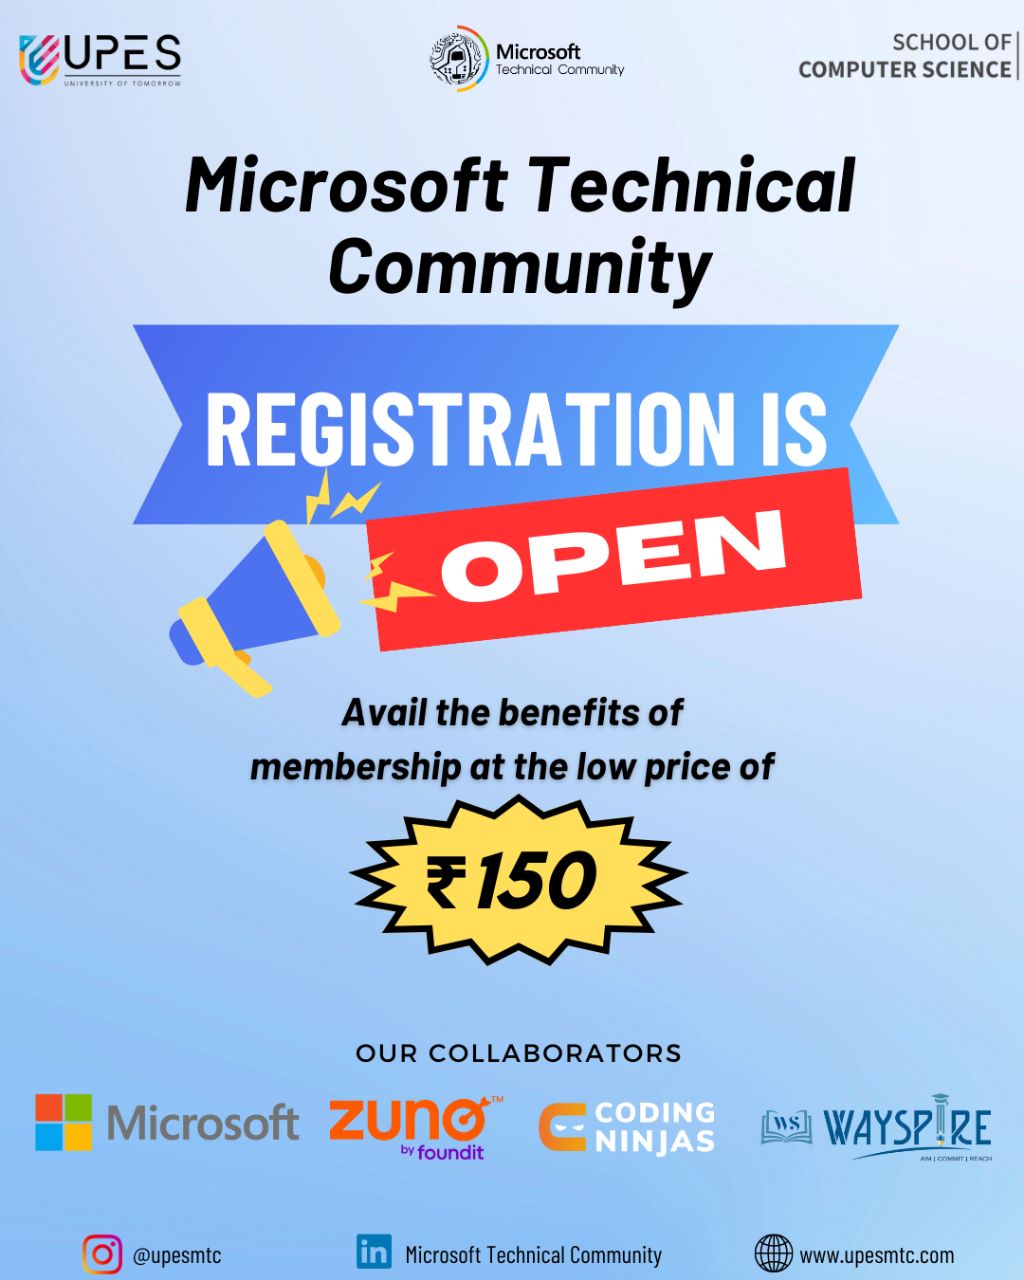 UPES
UNIVERSITY OF TOMORROW
Microsoft
Technical Community
SCHOOL OF
COMPUTER SCIENCE
Microsoft Technical
Community
REGISTRATION IS
OPEN
Avail the benefits of
membership at the low price of
₹150
OUR COLLABORATORS
Microsoft
zuno™
by foundit
CODING
NINJAS
WS
WAYSPIRE
AIM | COMMIT | REACH
@upesmtc
in
Microsoft Technical Community
www.upesmtc.com